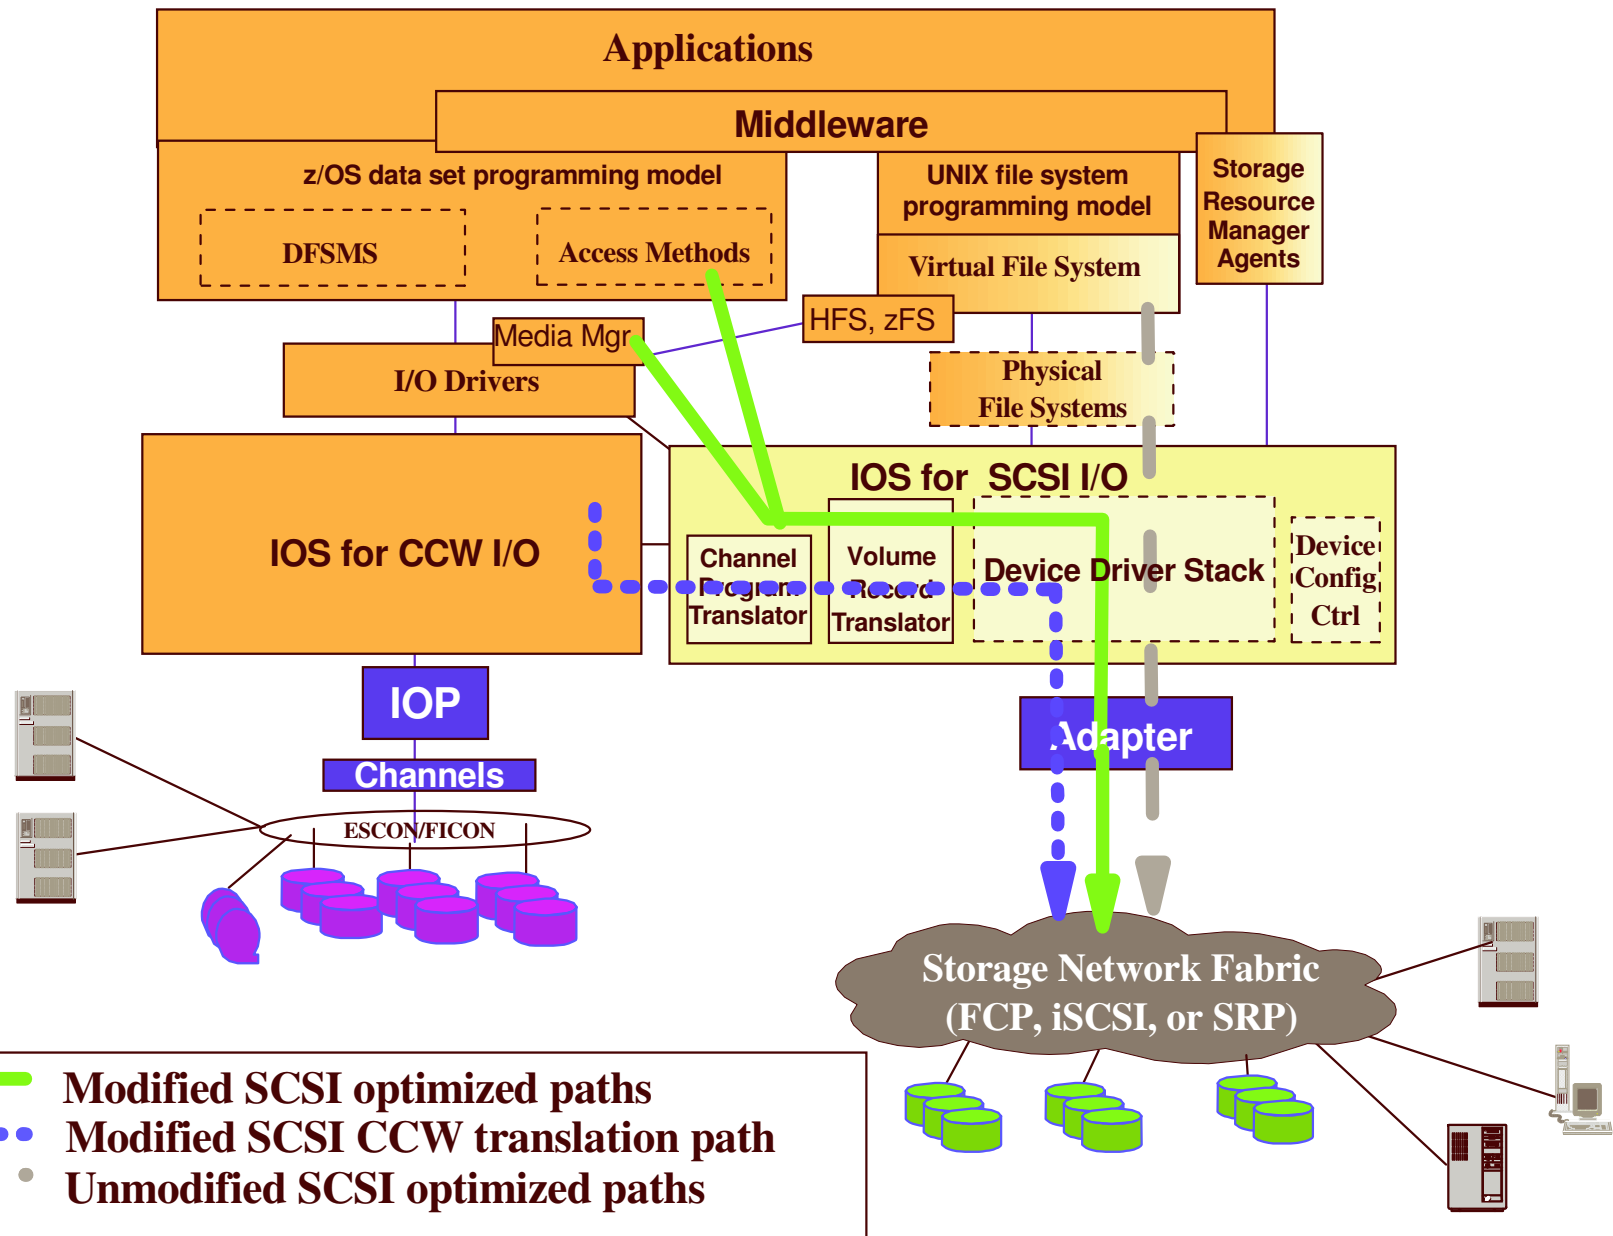 Applications
Middleware
z/OS data set programming model
DFSMS
Access Methods
UNIX file system
programming model
Virtual File System
Storage
Resource
Manager
Agents
Media Mgr
HFS, zFS
I/O Drivers
Physical
File Systems
IOS for CCW I/O
IOS for SCSI I/O
Channel
Program
Translator
Volume
Record
Translator
Device Driver Stack
Device
Config
Ctrl
IOP
Channels
ESCON/FICON
Adapter
Storage Network Fabric
(FCP, iSCSI, or SRP)
Modified SCSI optimized paths
Modified SCSI CCW translation path
Unmodified SCSI optimized paths